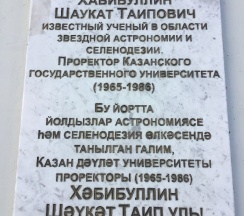 ХАБИБУЛЛИН
ШАУКАТ ТАИПОВИЧ
ИЗВЕСТНЫЙ УЧЕНЫЙ В ОБЛАСТИ
ЗВЕЗДНОЙ АСТРОНОМИИ И
СЕЛЕНОДЕЗИИ.
ПРОРЕКТОР КАЗАНСКОГО
ГОСУДАРСТВЕННОГО УНИВЕРСИТЕТА
(1965-1986)
БУ ЙОРТТА
ЙОЛДЫЗЛАР АСТРОНОМИЯСЕ
ҺӘМ СЕЛЕНОДЕЗИЯ ӨЛКӘСЕНДӘ
ТАНЫЛГАН ГАЛИМ,
КАЗАН ДӘҮЛӘТ УНИВЕРСИТЕТЫ
ПРОРЕКТОРЫ (1965-1986)
ХӘБИБУЛЛИН
ШӘҮКӘТ ТАИП УЛЫ